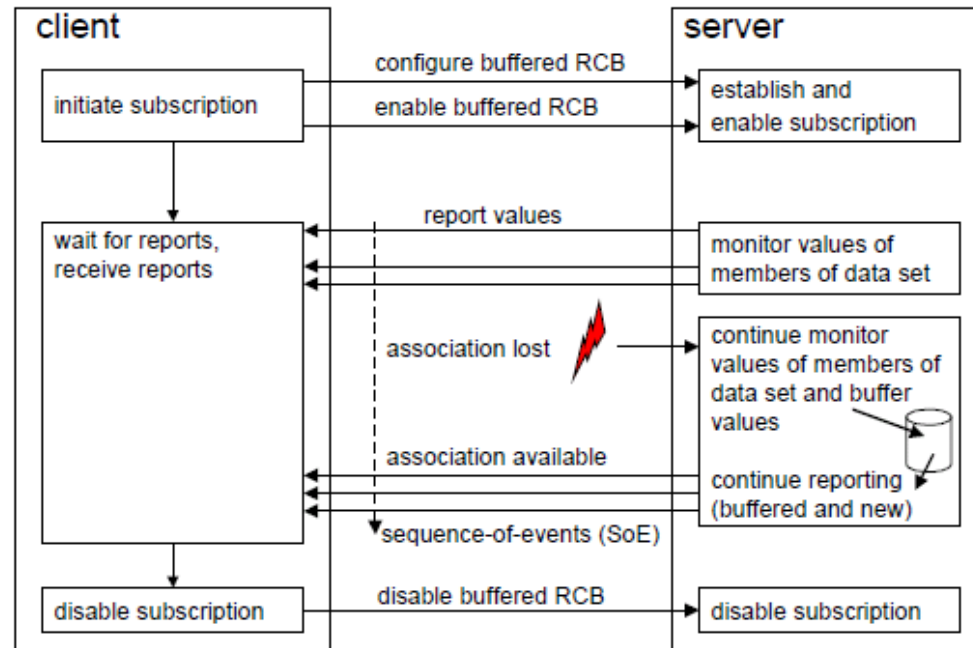 client
server
configure buffered RCB
initiate subscription
enable buffered RCB
establish and
enable subscription
report values
wait for reports,
receive reports
monitor values of
members of data set
association lost
continue monitor
values of members of
data set and buffer
values
association available
continue reporting
(buffered and new)
sequence-of-events (SoE)
disable subscription
disable buffered RCB
disable subscription